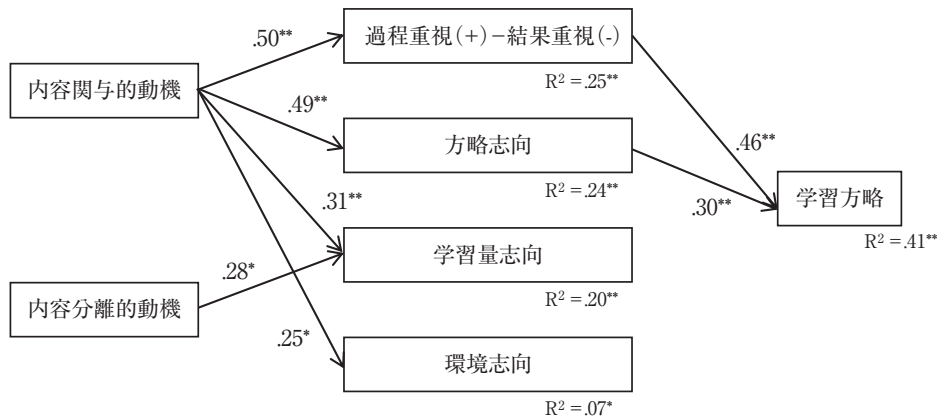 .50**
過程重視(+)−結果重視(-)
R² =.25**
内容関与的動機
.49**
方略志向
R² =.24**
.46**
.31**
.30**
学習方略
R² =.41**
学習量志向
.28*
R² =.20**
内容分離的動機
.25*
環境志向
R² =.07*